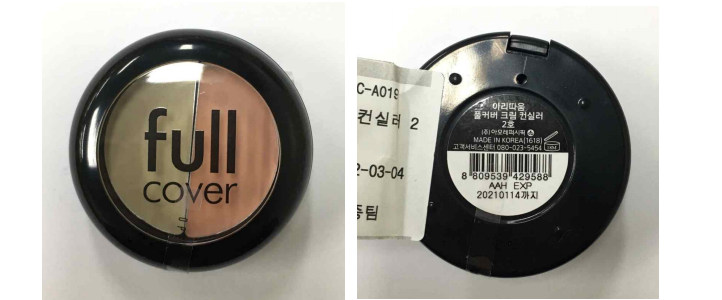 full
cover
C-A019
컨실러 2
2-03-04
종팀
아리따움
풀커버 크림 컨실러
2호
(주)아모레퍼시픽
MADE IN KOREA[1618]
고객서비스센터 080-023-5454
8 809539 429588
AAH EXP
20210114까지